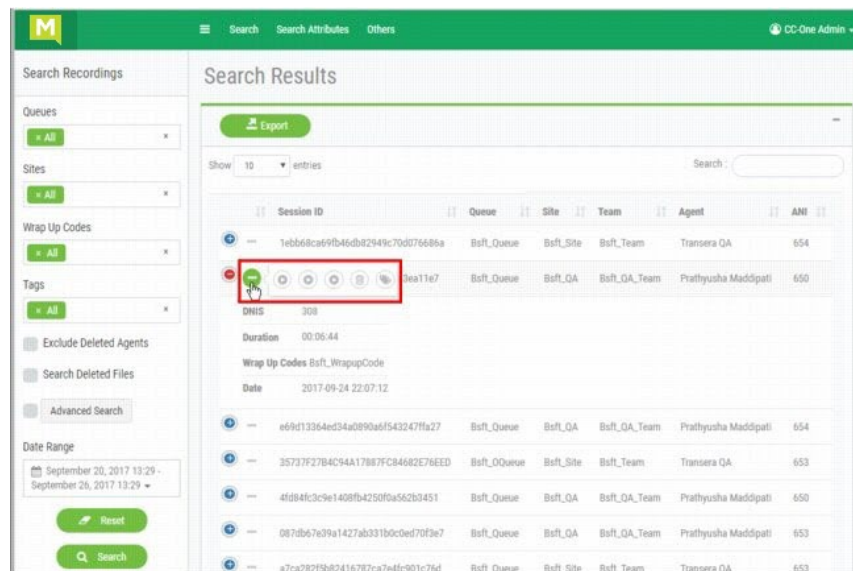 M
Search Search Attributes Others
CC-One Admin
Search Recordings
Queues
× All ×
Sites
× All ×
Wrap Up Codes
× All ×
Tags
× All ×
Exclude Deleted Agents
Search Deleted Files
Advanced Search
Date Range
September 20, 2017 13:29 -
September 26, 2017 13:29
Reset
Search
Search Results
Export
Show 10 entries
Search :
Session ID Queue Site Team Agent ANI
1ebb68ca69fb46db82949c70d076686a Bsft_Queue Bsft_Site Bsft_Team Transera QA 654
3ea11e7 Bsft_Queue Bsft_QA Bsft_QA_Team Prathyusha Maddipati 650
DNIS 308
Duration 00:06:44
Wrap Up Codes Bsft_WrapupCode
Date 2017-09-24 22:07:12
e69d13364ed34a0890a6f543247ffa27 Bsft_Queue Bsft_QA Bsft_QA_Team Prathyusha Maddipati 654
35737F27B4C94A17887FC84682E76EED Bsft_OQueue Bsft_Site Bsft_Team Transera QA 653
4fd84fc3c9e1408fb4250f0a562b3451 Bsft_Queue Bsft_QA Bsft_QA_Team Prathyusha Maddipati 650
087db67e39a1427ab331b0c0ed70f3e7 Bsft_Queue Bsft_QA Bsft_QA_Team Prathyusha Maddipati 653
a7ca282f5b82416787ca7e4fc901c76d Bsft_Queue Bsft_Site Bsft_Team Transera QA 653